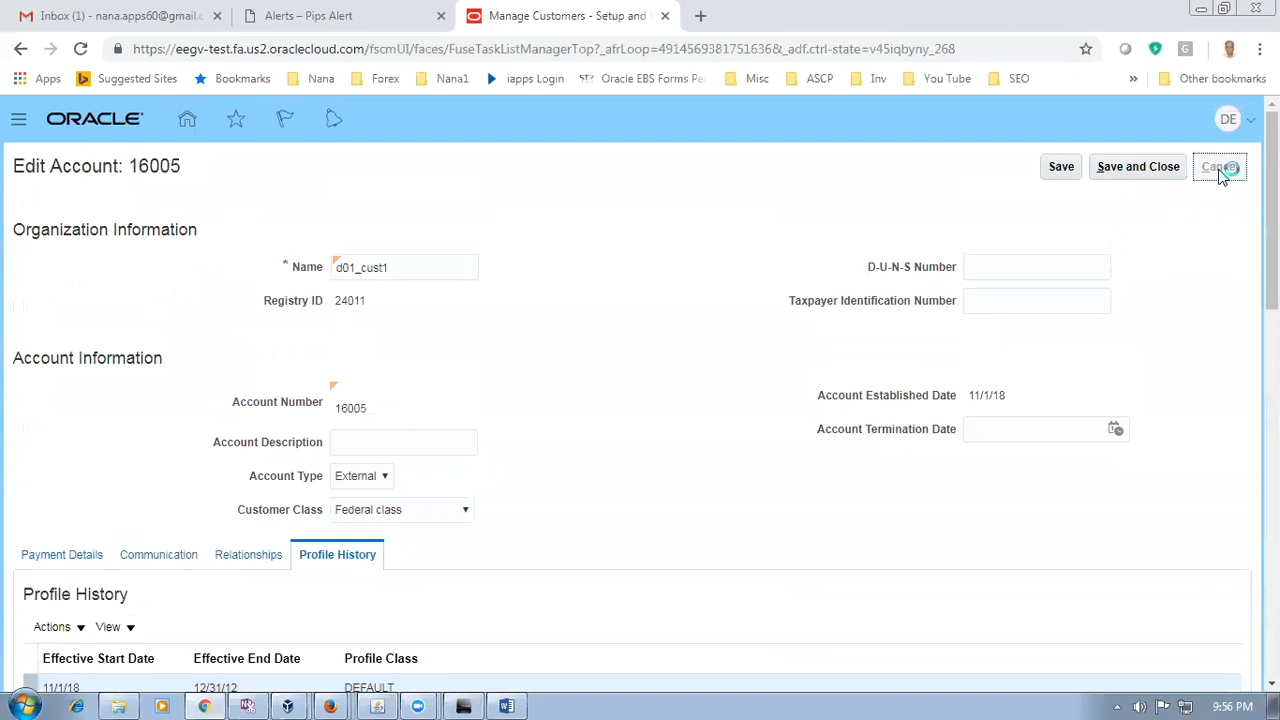 Inbox (1) - nana.apps60@gmail.c
Alerts – Pips Alert
Manage Customers - Setup and
https://eegv-test.fa.us2.oraclecloud.com/fscmUI/faces/FuseTaskListManagerTop?_afrLoop=49145693817516368&_adf.ctrl-state=v45iqbyny_268
Apps
Suggested Sites
Bookmarks
Nana
Forex
Nana1
iapps Login
Oracle EBS Forms Pe
Misc
ASCP
Inv
You Tube
SEO
»
Other bookmarks
ORACLE
DE
Edit Account: 16005
Save
Save and Close
Organization Information
* Name d01_cust1
D-U-N-S Number
Registry ID 24011
Taxpayer Identification Number
Account Information
Account Number 16005
Account Established Date 11/1/18
Account Description
Account Termination Date
Account Type External
Customer Class Federal class
Payment Details
Communication
Relationships
Profile History
Profile History
Actions
View
Effective Start Date
Effective End Date
Profile Class
11/1/18
12/31/12
DEFAULT
9:56 PM